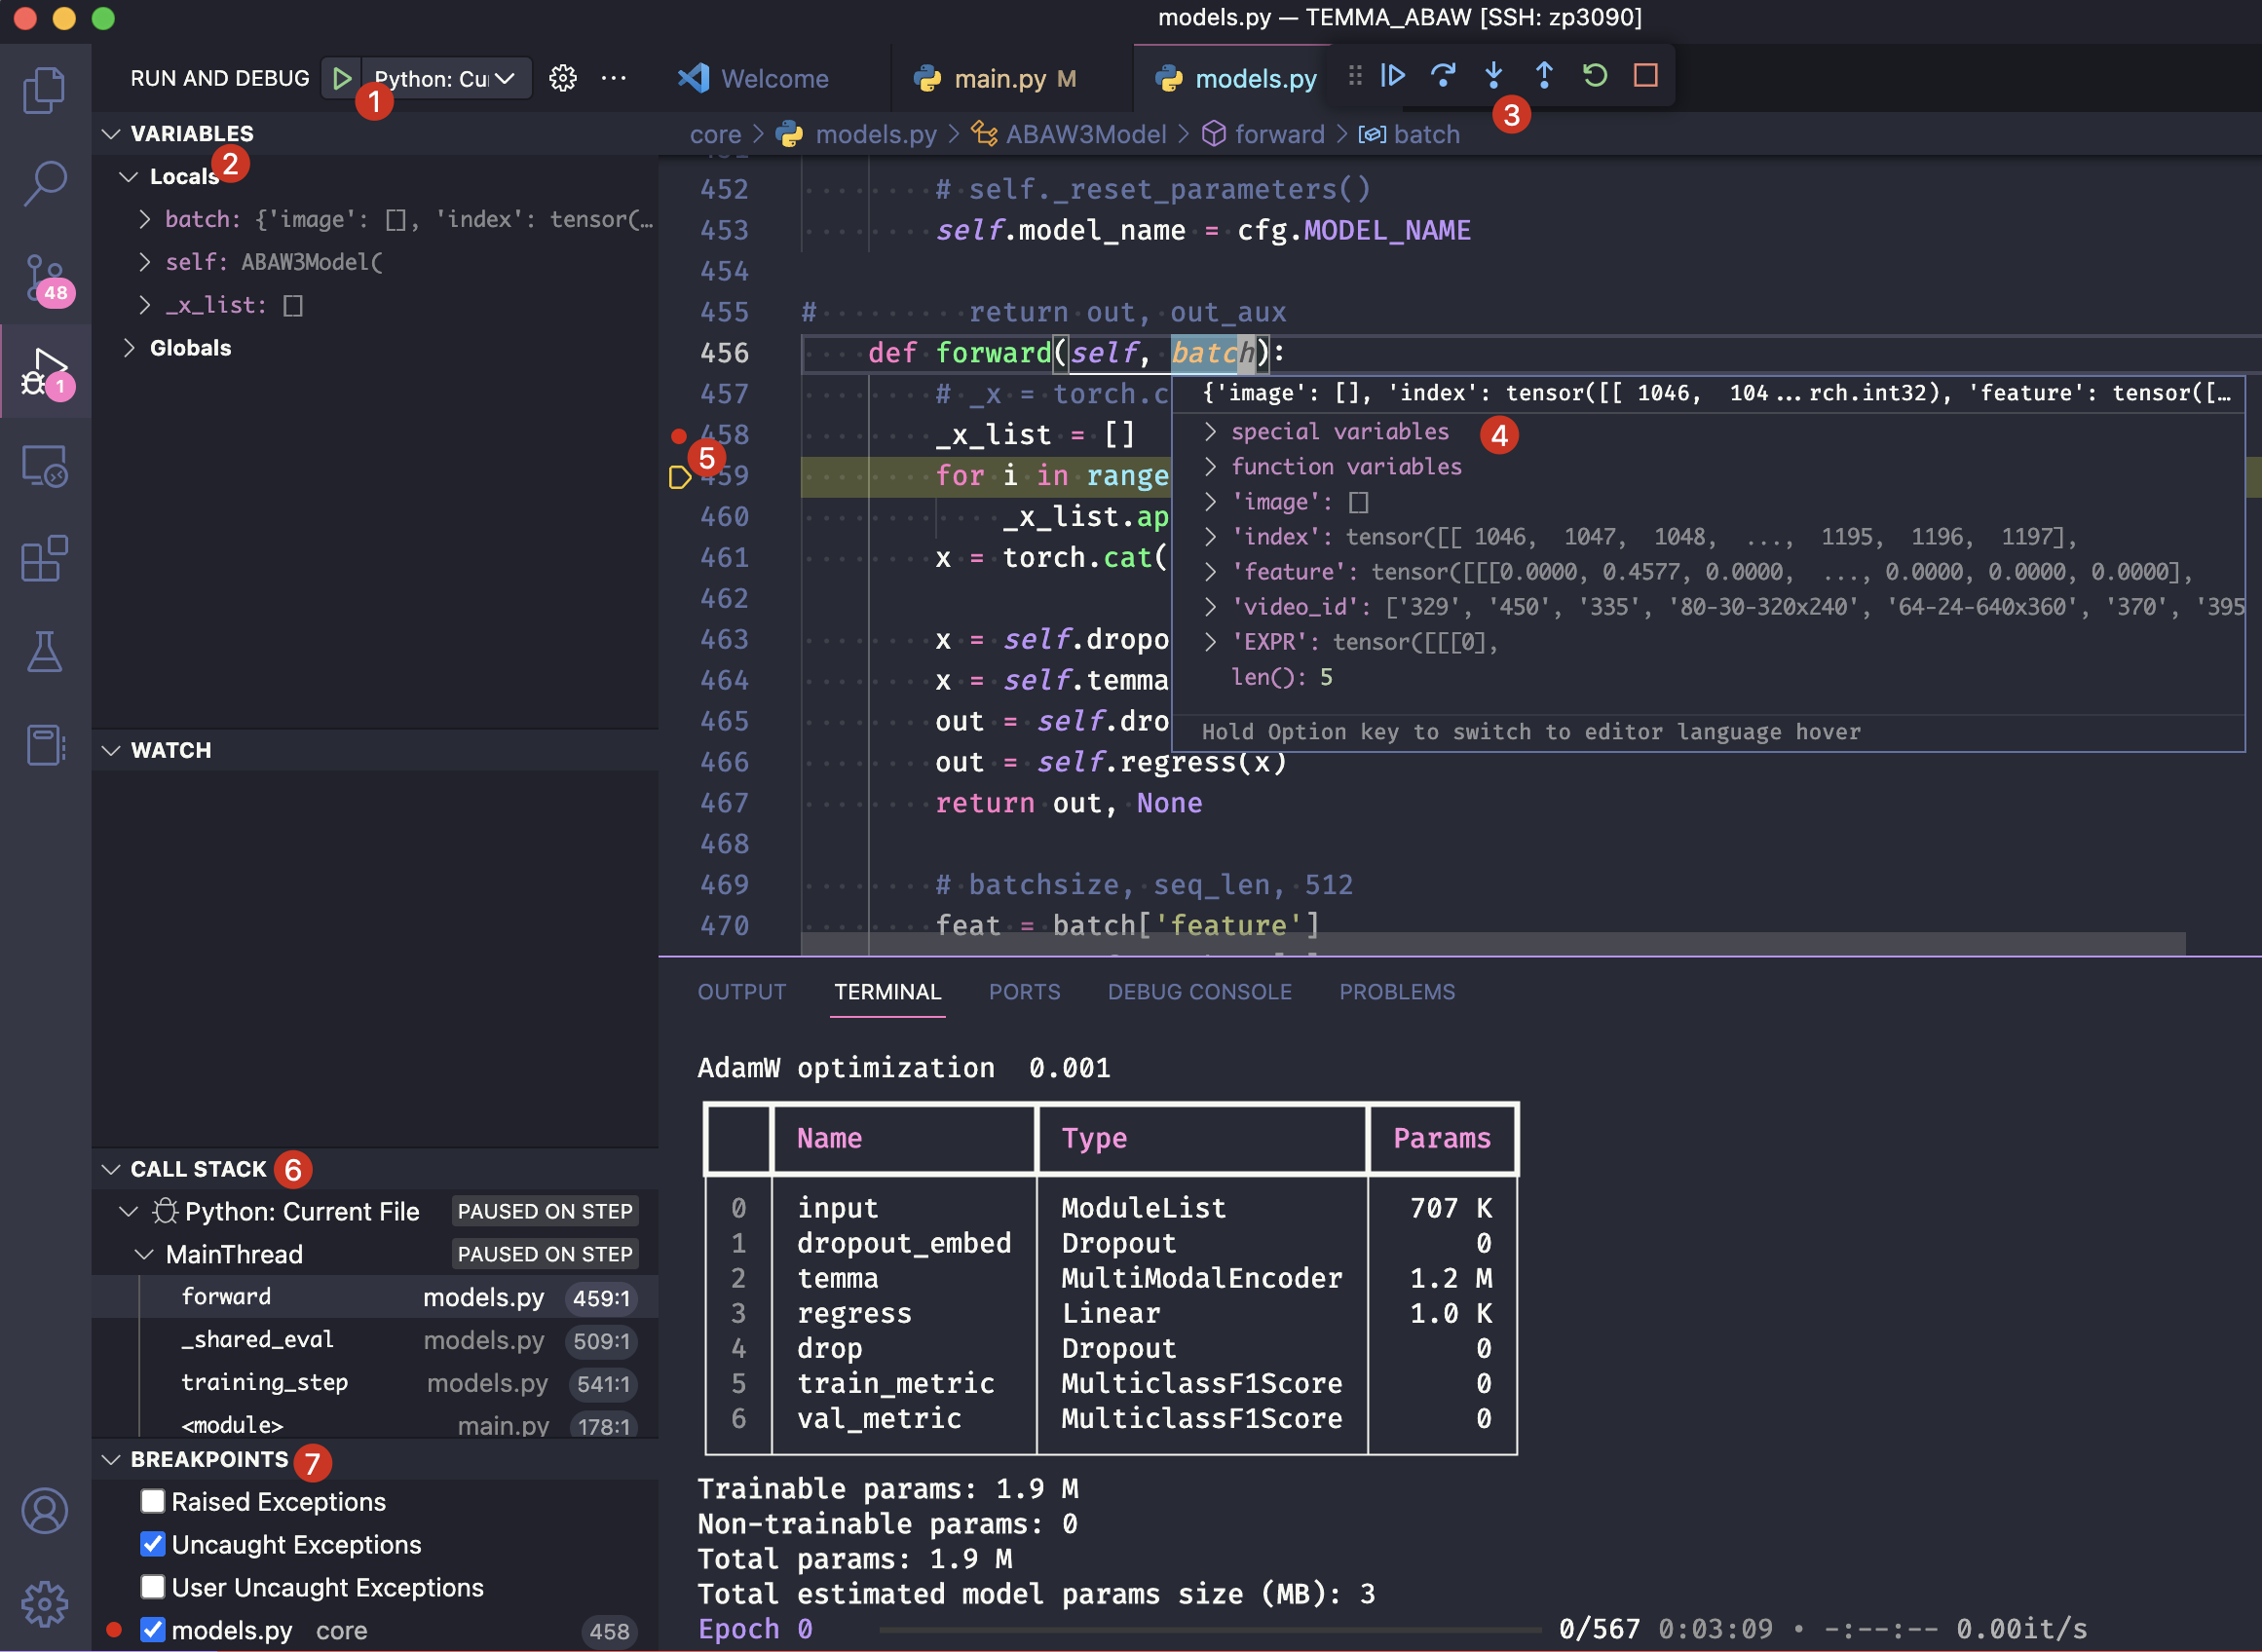 models.py — TEMMA_ABAW [SSH: zp3090]
RUN AND DEBUG
Python: Cu
1
Welcome
main.py M
models.py
3
core > models.py > ABAW3Model > forward > batch
VARIABLES
2
Locals
batch: {'image': [], 'index': tensor(…
self: ABAW3Model(
_x_list: []
Globals
48
1
452 # self._reset_parameters()
453 self.model_name = cfg.MODEL_NAME
454
455 # return out, out_aux
456 def forward(self, batch):
457 # _x = torch.c
458 _x_list = []
5
459 for i in range
460 _x_list.ap
461 x = torch.cat(
462
463 x = self.dropo
464 x = self.temma
465 out = self.dro
466 out = self.regress(x)
467 return out, None
468
469 # batchsize, seq_len, 512
470 feat = batch['feature']
{'image': [], 'index': tensor([[ 1046, 104...rch.int32), 'feature': tensor([…
special variables
4
function variables
'image': []
'index': tensor([[ 1046, 1047, 1048, ..., 1195, 1196, 1197],
'feature': tensor([[[0.0000, 0.4577, 0.0000, ..., 0.0000, 0.0000, 0.0000],
'video_id': ['329', '450', '335', '80-30-320x240', '64-24-640x360', '370', '395
'EXPR': tensor([[[0],
len(): 5
Hold Option key to switch to editor language hover
WATCH
CALL STACK
6
Python: Current File PAUSED ON STEP
MainThread PAUSED ON STEP
forward models.py 459:1
_shared_eval models.py 509:1
training_step models.py 541:1
<module> main.py 178:1
BREAKPOINTS
7
Raised Exceptions
Uncaught Exceptions
User Uncaught Exceptions
models.py core 458
OUTPUT TERMINAL PORTS DEBUG CONSOLE PROBLEMS
AdamW optimization 0.001
Name Type Params
0 input ModuleList 707 K
1 dropout_embed Dropout 0
2 temma MultiModalEncoder 1.2 M
3 regress Linear 1.0 K
4 drop Dropout 0
5 train_metric MulticlassF1Score 0
6 val_metric MulticlassF1Score 0
Trainable params: 1.9 M
Non-trainable params: 0
Total params: 1.9 M
Total estimated model params size (MB): 3
Epoch 0 0/567 0:03:09 • -:--:-- 0.00it/s